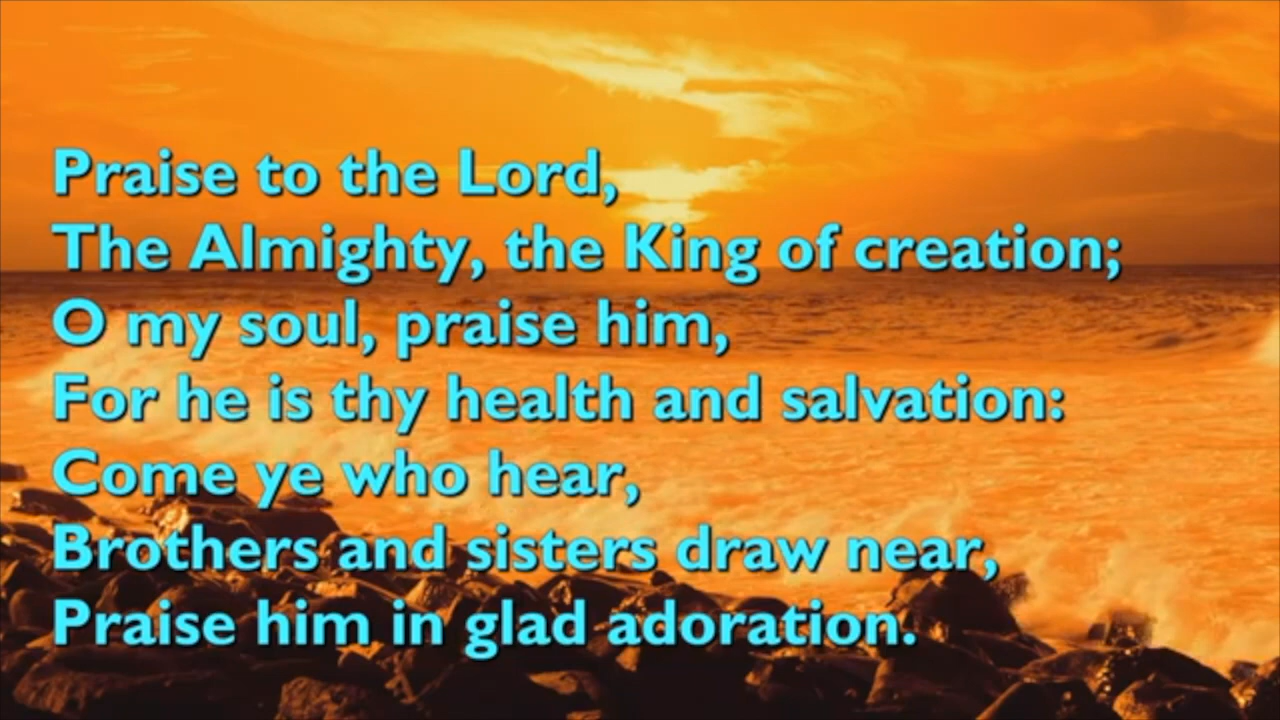 Praise to the Lord,
The Almighty, the King of creation;
O my soul, praise him,
For he is thy health and salvation:
Come ye who hear,
Brothers and sisters draw near,
Praise him in glad adoration.